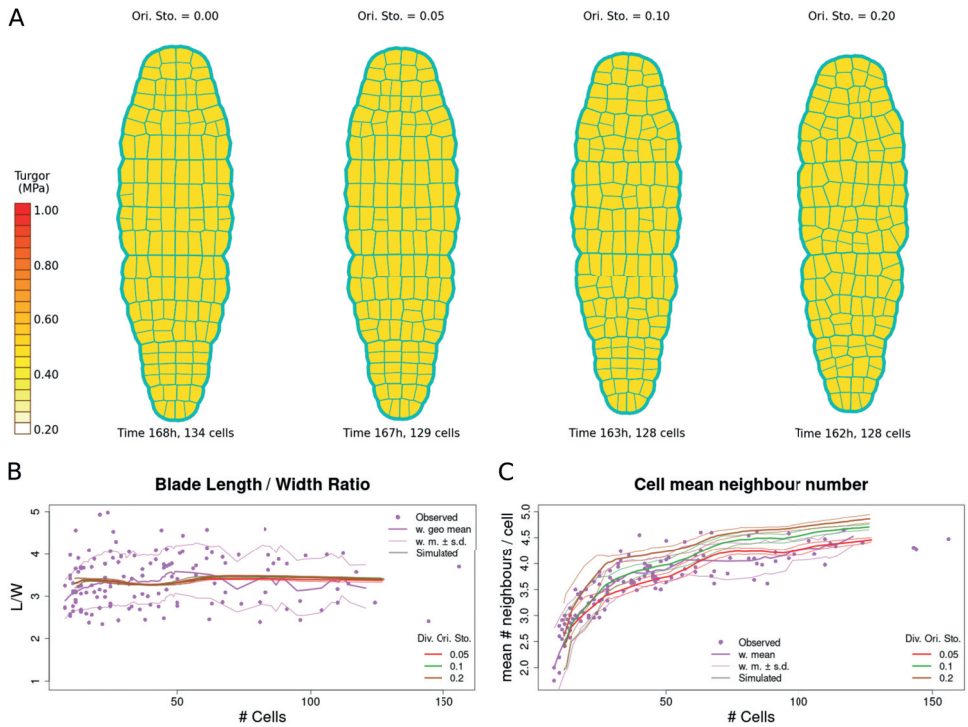 A
Ori. Sto. = 0.00
Ori. Sto. = 0.05
Ori. Sto. = 0.10
Ori. Sto. = 0.20
Turgor
(MPa)
1.00
0.80
0.60
0.40
0.20
Time 168h, 134 cells
Time 167h, 129 cells
Time 163h, 128 cells
Time 162h, 128 cells
B
Blade Length / Width Ratio
5
4
3
2
1
L/W
Observed
w. geo mean
w. m. ± s.d.
Simulated
Div. Ori. Sto.
0.05
0.1
0.2
50
100
150
# Cells
C
Cell mean neighbour number
5.0
4.5
4.0
3.5
3.0
2.5
2.0
mean # neighbours / cell
Observed
w. mean
w. m. ± s.d.
Simulated
Div. Ori. Sto.
0.05
0.1
0.2
50
100
150
# Cells